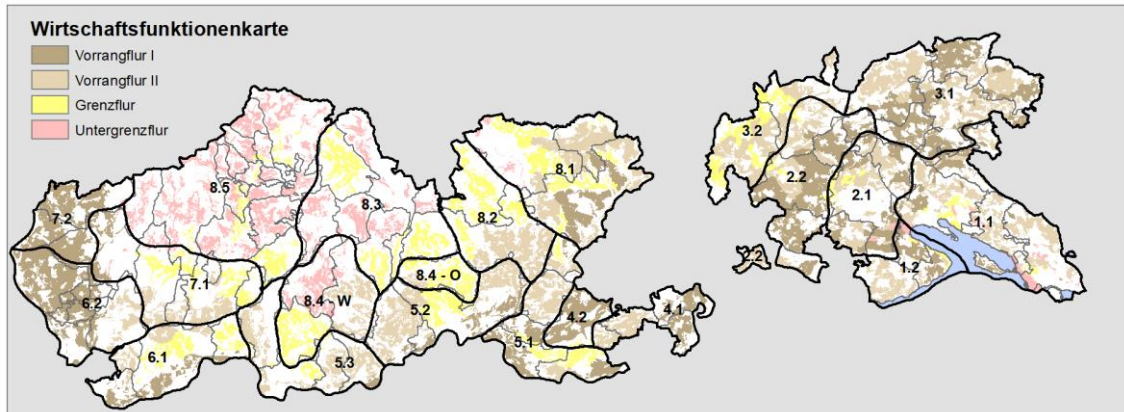 Wirtschaftsfunktionenkarte
Vorrangflur I
Vorrangflur II
Grenzflur
Untergrenzflur
3.1
3.2
2.2
2.1
1.1
2.2
1.2
8.1
8.5
8.3
8.2
7.2
8.4 - O
7.1
6.2
8.4 - W
5.2
4.2
4.1
5.1
6.1
5.3